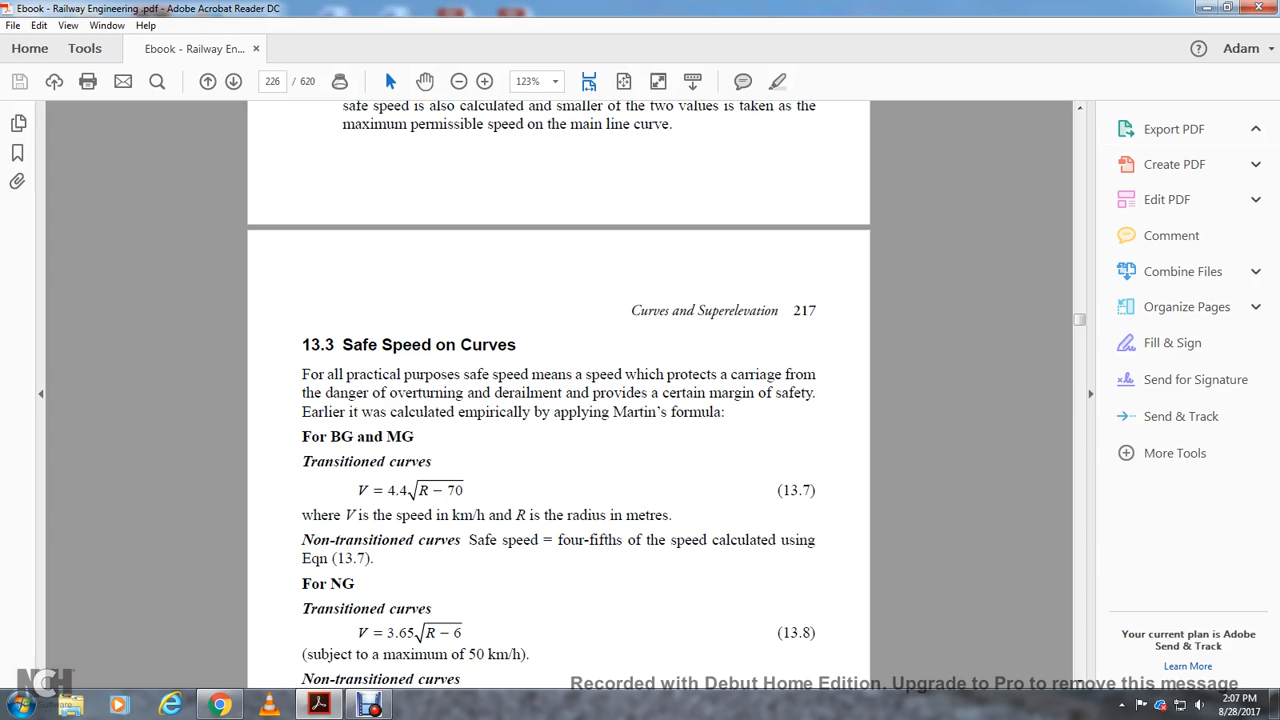 Ebook - Railway Engineering .pdf - Adobe Acrobat Reader DC
File Edit View Window Help
Home Tools Ebook - Railway En... × Adam
226 / 620 123%
safe speed is also calculated and smaller of the two values is taken as the
maximum permissible speed on the main line curve.
Curves and Superelevation 217
13.3 Safe Speed on Curves
For all practical purposes safe speed means a speed which protects a carriage from
the danger of overturning and derailment and provides a certain margin of safety.
Earlier it was calculated empirically by applying Martin's formula:
For BG and MG
Transitioned curves
V = 4.4√R − 70 (13.7)
where V is the speed in km/h and R is the radius in metres.
Non-transitioned curves Safe speed = four-fifths of the speed calculated using
Eqn (13.7).
For NG
Transitioned curves
V = 3.65√R − 6 (13.8)
(subject to a maximum of 50 km/h).
Non-transitioned curves
Export PDF
Create PDF
Edit PDF
Comment
Combine Files
Organize Pages
Fill & Sign
Send for Signature
Send & Track
More Tools
Your current plan is Adobe
Send & Track
Learn More
NCH
Software
Recorded with Debut Home Edition. Upgrade to Pro to remove this message
2:07 PM
8/28/2017